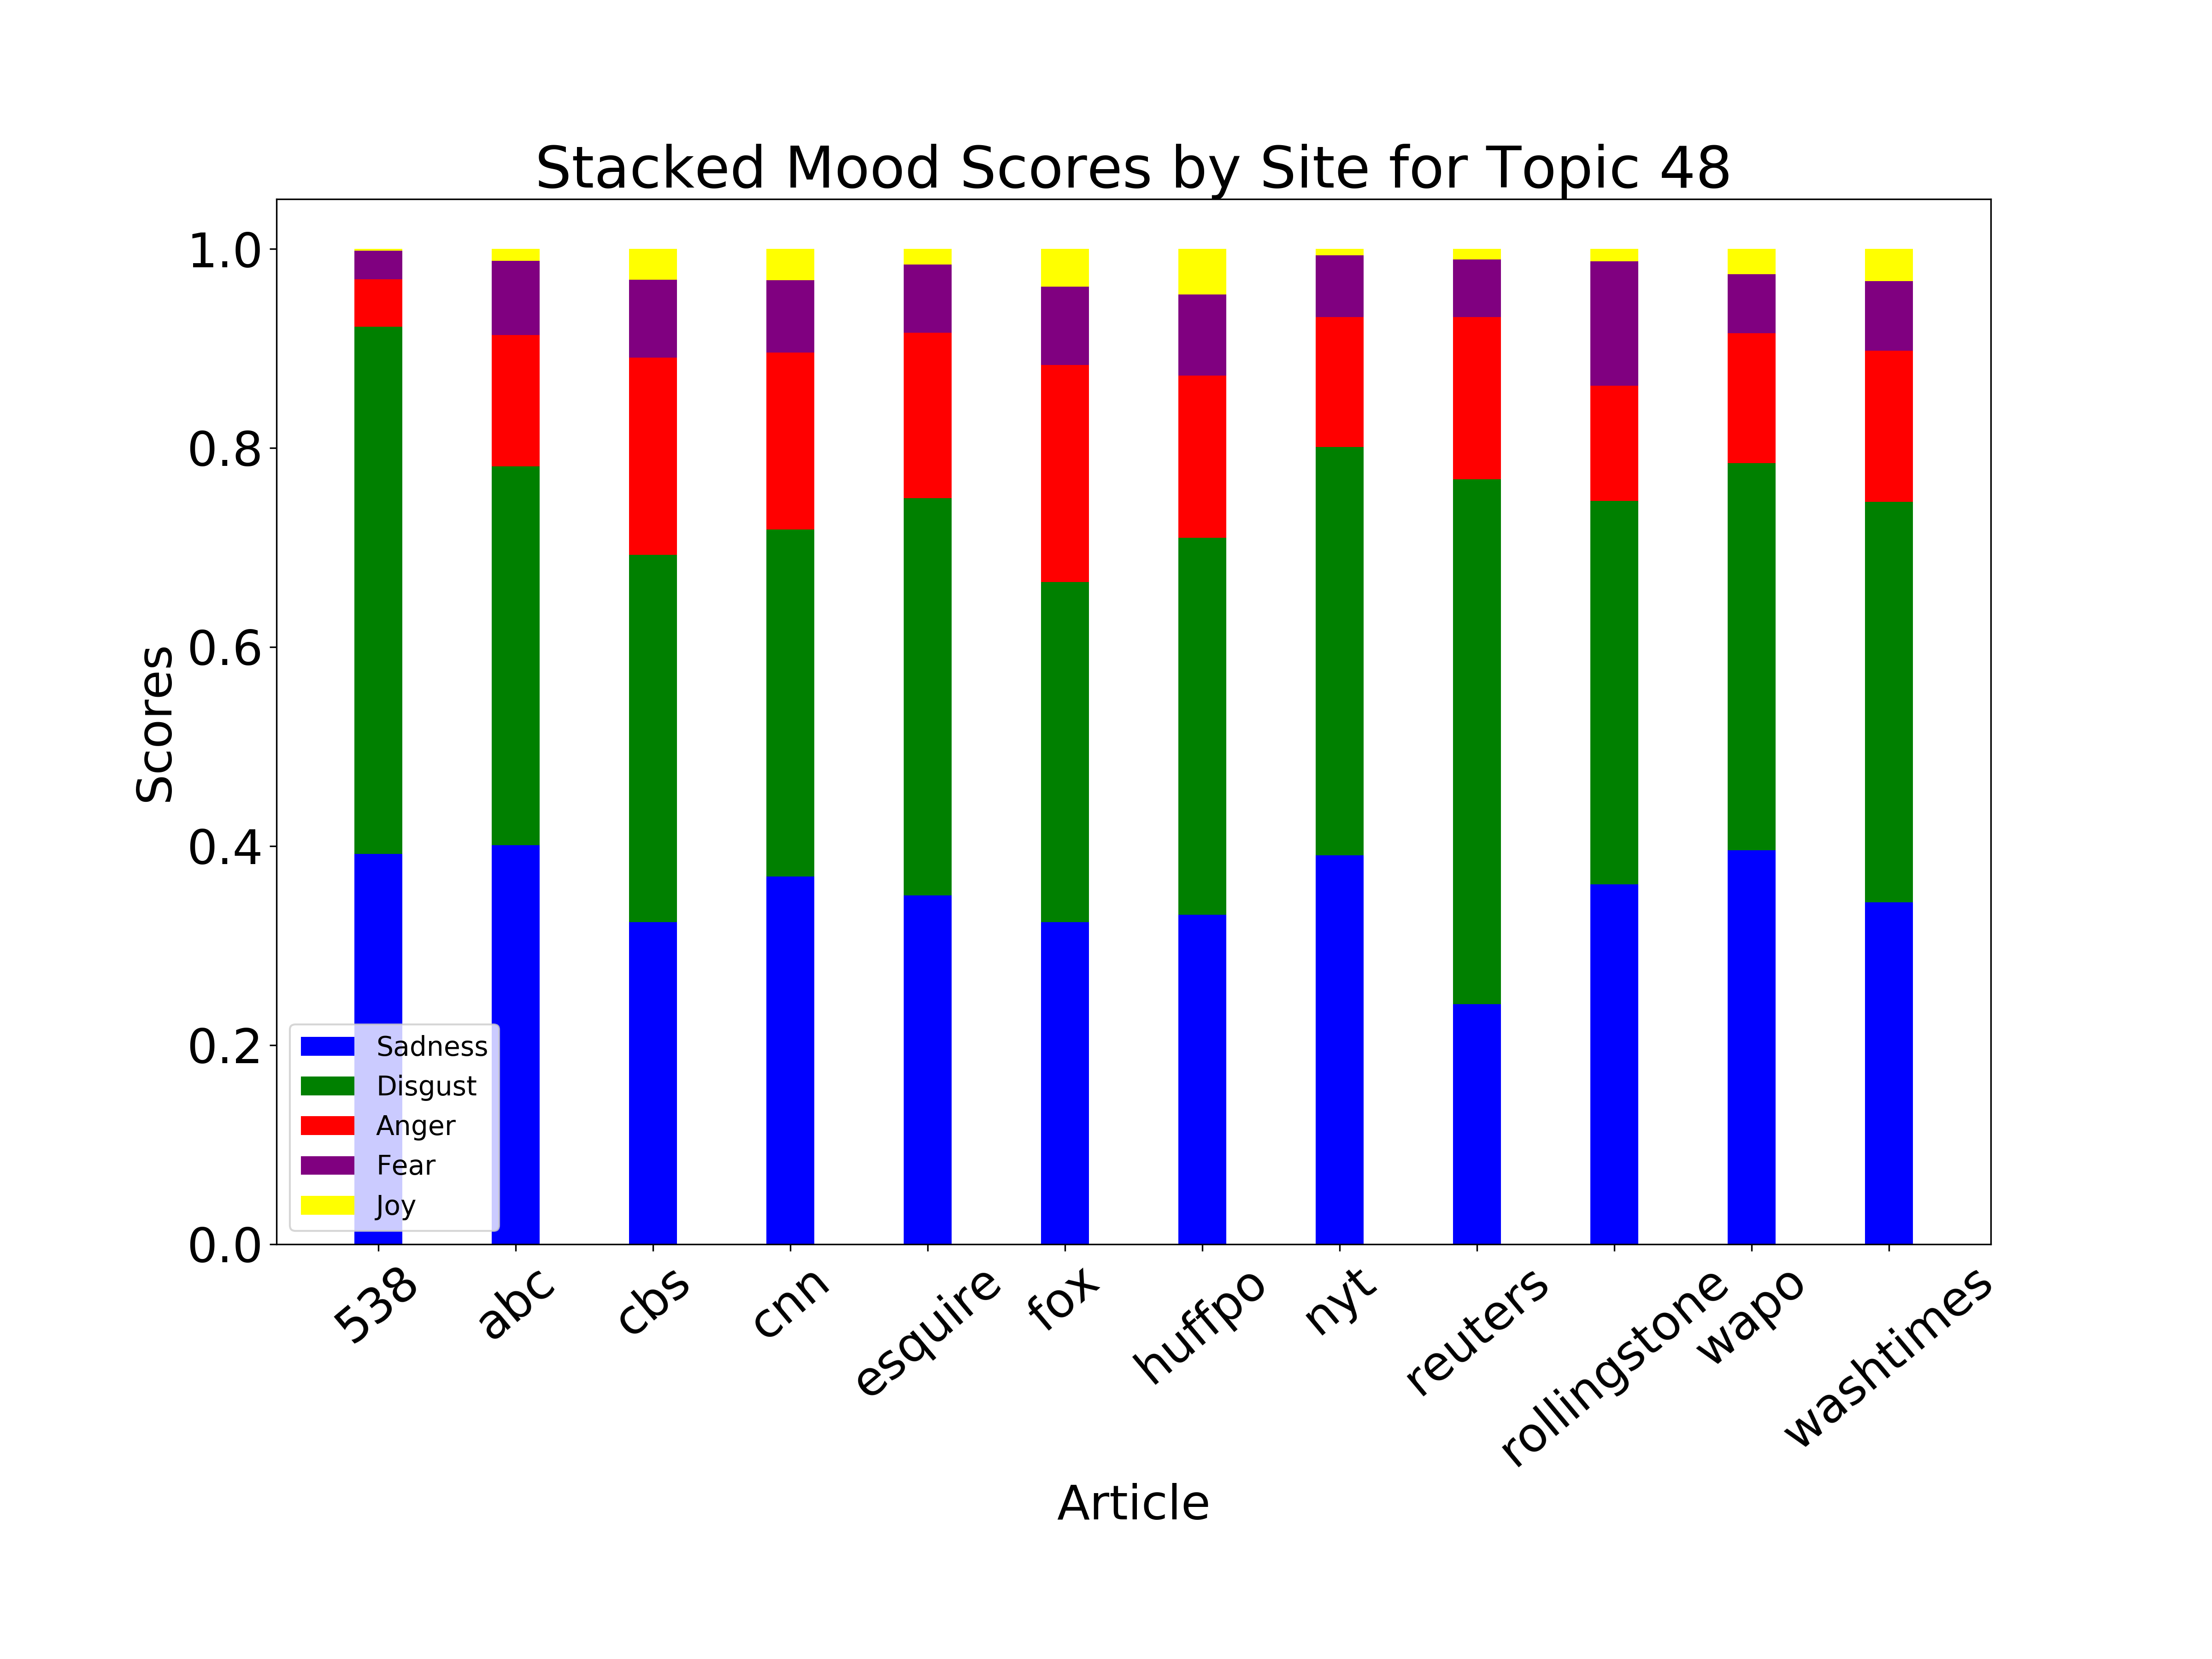 Stacked Mood Scores by Site for Topic 48
1.0
0.8
0.6
0.4
0.2
0.0
Scores
Sadness
Disgust
Anger
Fear
Joy
538
abc
cbs
cnn
esquire
fox
huffpo
nyt
reuters
rollingstone
wapo
washtimes
Article